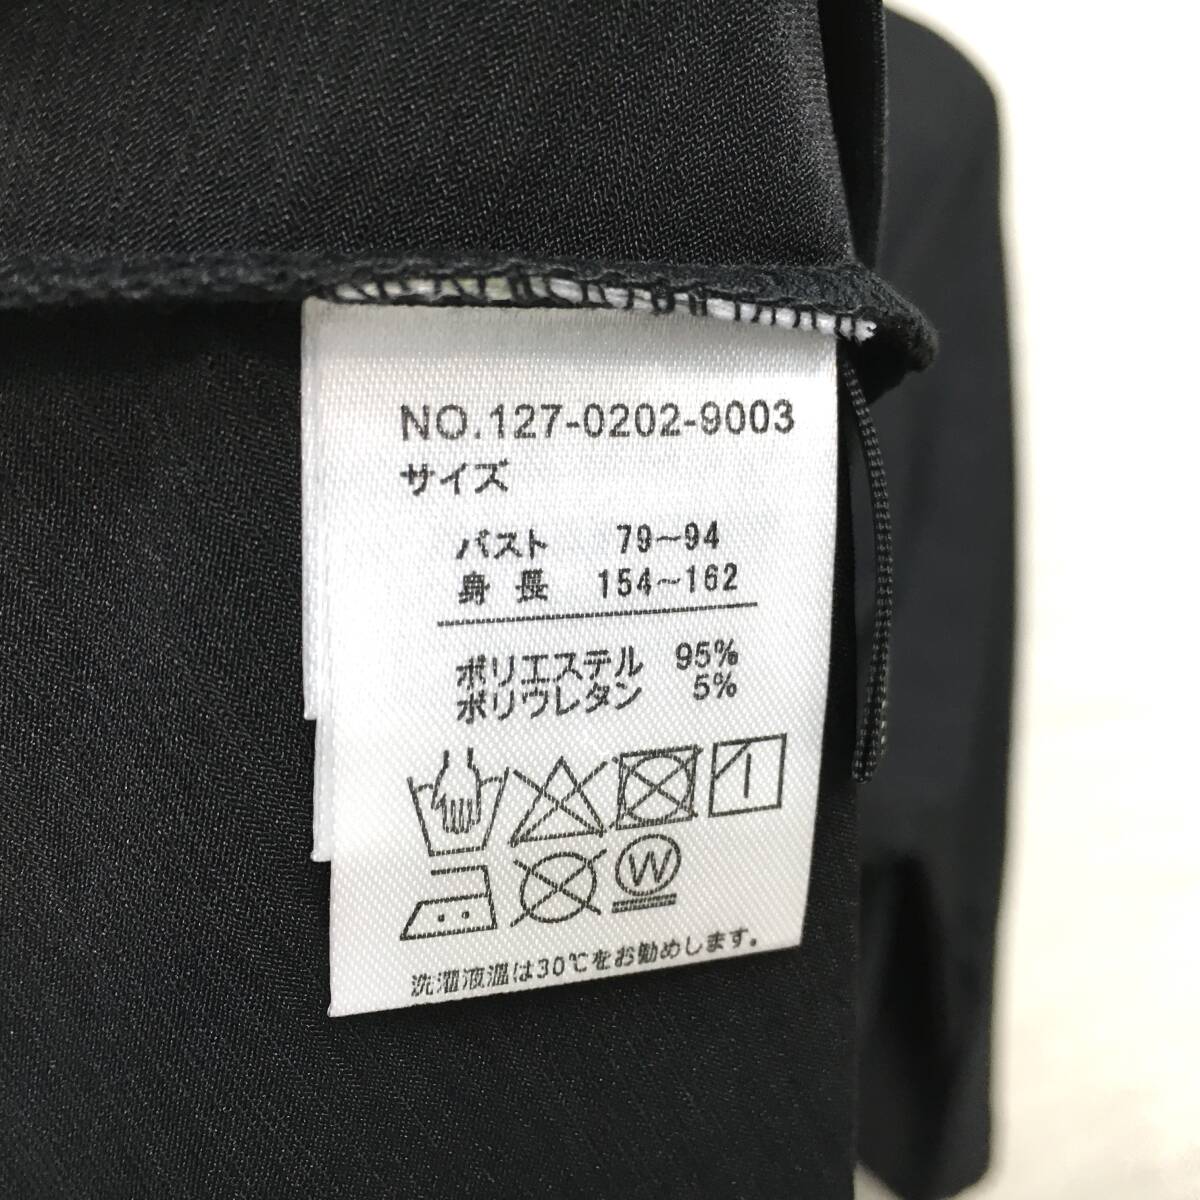 NO.127-0202-9003
サイズ
バスト 79～94
身長 154～162
ポリエステル 95%
ポリウレタン 5%
W
洗濯液温は30℃をお勧めします。